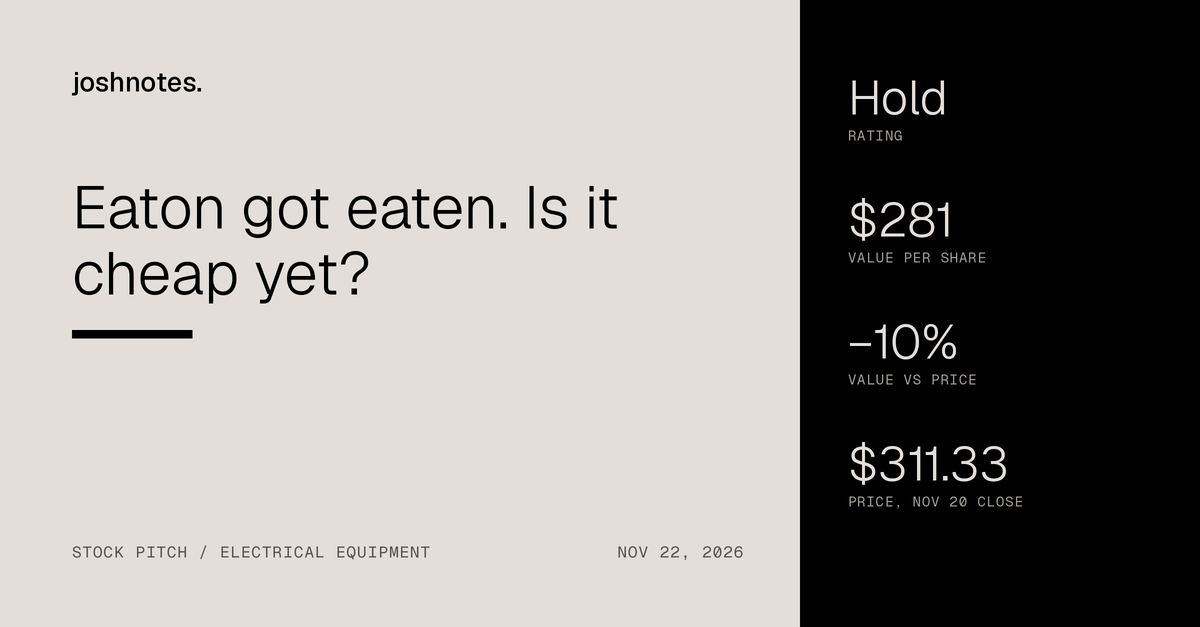 joshnotes.
Eaton got eaten. Is it
cheap yet?
STOCK PITCH / ELECTRICAL EQUIPMENT
NOV 22, 2026
Hold
RATING
$281
VALUE PER SHARE
–10%
VALUE VS PRICE
$311.33
PRICE, NOV 20 CLOSE